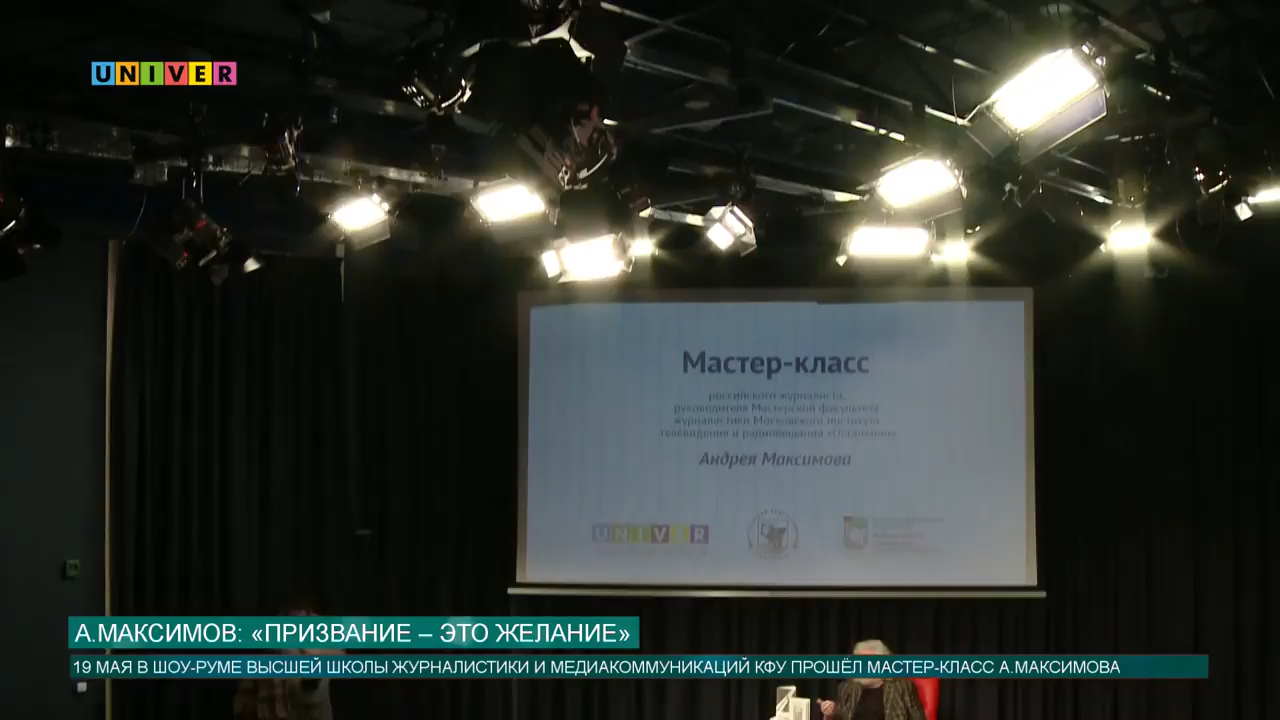 UNIVER
Мастер-класс
российского журналиста,
руководителя Мастерской факультета
журналистики Московского института
телевидения и радиовещания «Останкино»
Андрея Максимова
UNIVER
А.МАКСИМОВ: «ПРИЗВАНИЕ – ЭТО ЖЕЛАНИЕ»
19 МАЯ В ШОУ-РУМЕ ВЫСШЕЙ ШКОЛЫ ЖУРНАЛИСТИКИ И МЕДИАКОММУНИКАЦИЙ КФУ ПРОШЁЛ МАСТЕР-КЛАСС А.МАКСИМОВА